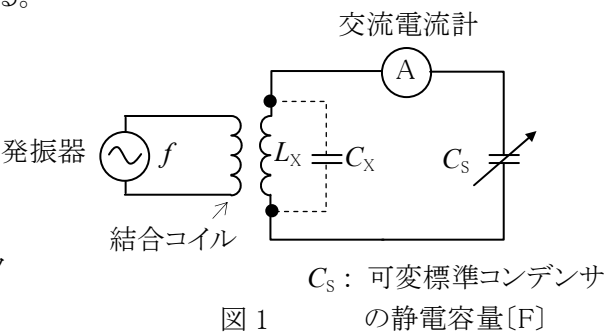 る。
交流電流計
A
発振器
f
L_X
C_X
C_S
結合コイル
C_S : 可変標準コンデンサ
図 1
の静電容量〔F〕